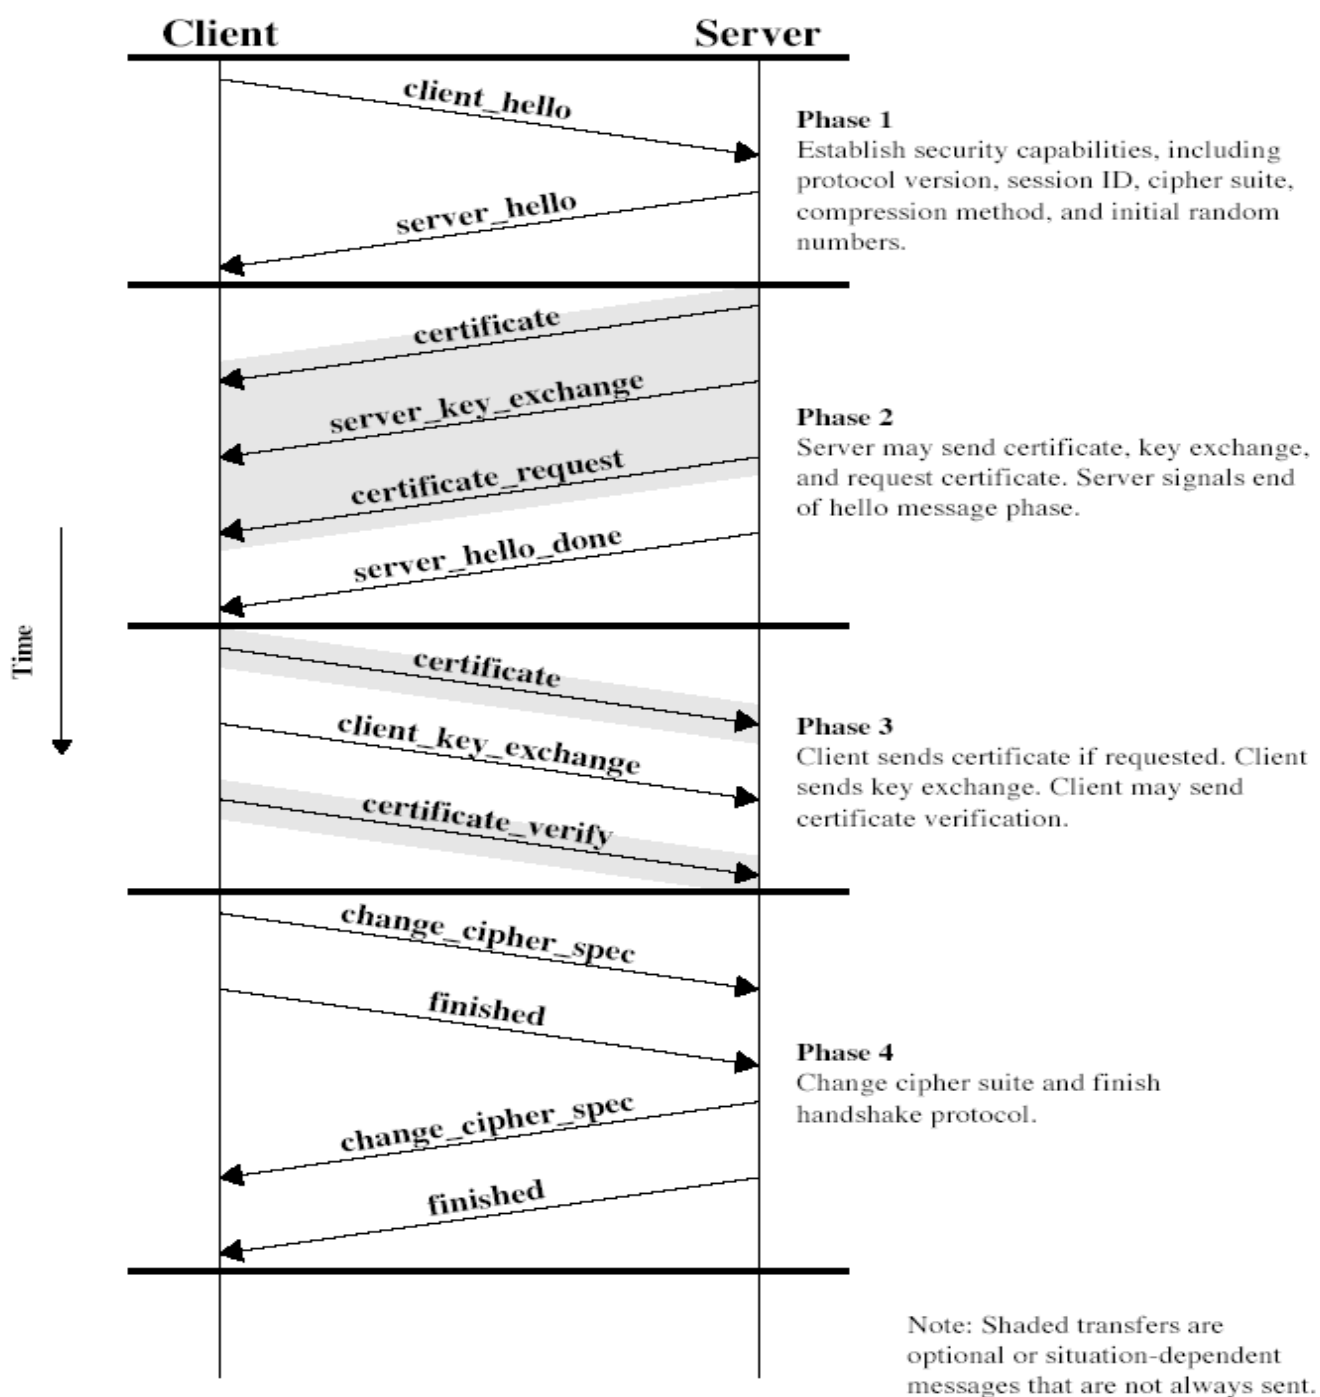 Client Server
client_hello
Phase 1
Establish security capabilities, including
protocol version, session ID, cipher suite,
compression method, and initial random
numbers.
server_hello
certificate
server_key_exchange
Phase 2
Server may send certificate, key exchange,
and request certificate. Server signals end
of hello message phase.
certificate_request
server_hello_done
Time
certificate
client_key_exchange
Phase 3
Client sends certificate if requested. Client
sends key exchange. Client may send
certificate verification.
certificate_verify
change_cipher_spec
finished
Phase 4
Change cipher suite and finish
handshake protocol.
change_cipher_spec
finished
Note: Shaded transfers are
optional or situation-dependent
messages that are not always sent.